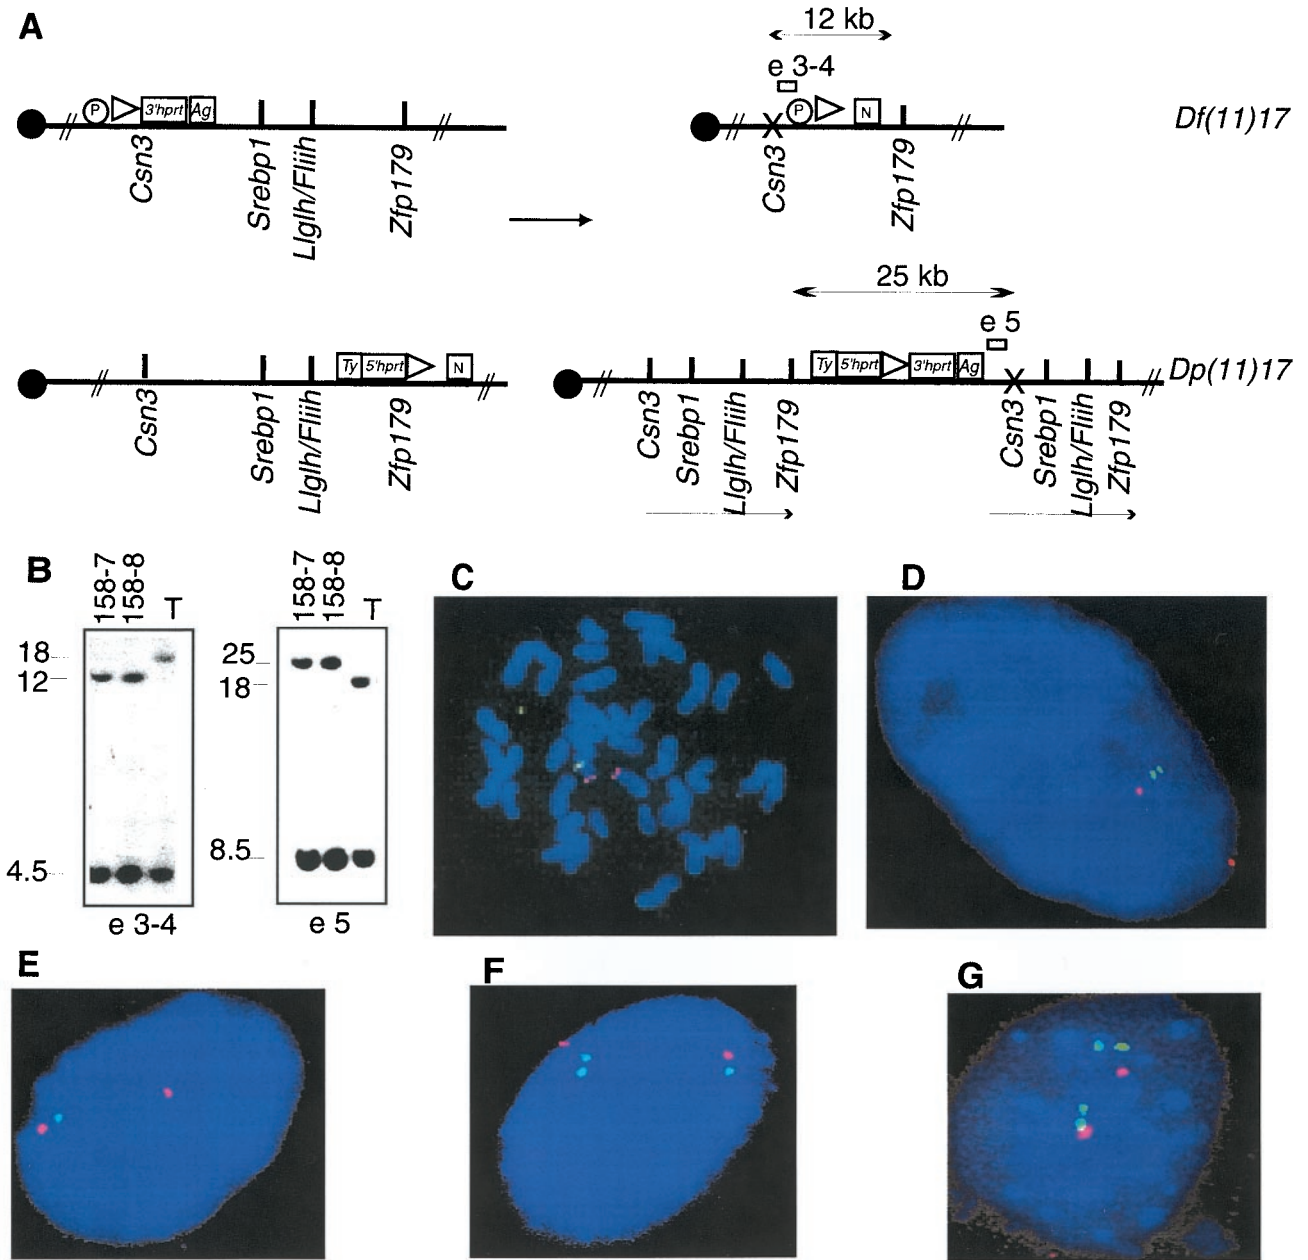 A
12 kb
e 3-4
P 3'hprt Ag
P N
Df(11)17
Csn3 Srebp1 Llglh/Fliih Zfp179
Csn3 Zfp179
25 kb
e 5
Ty 5'hprt N
Ty 5'hprt 3'hprt Ag
Dp(11)17
Csn3 Srebp1 Llglh/Fliih Zfp179
Csn3 Srebp1 Llglh/Fliih Zfp179 Csn3 Srebp1 Llglh/Fliih Zfp179
B
158-7 158-8 T
18
12
4.5
e 3-4
158-7 158-8 T
25
18
8.5
e 5
C
D
E
F
G